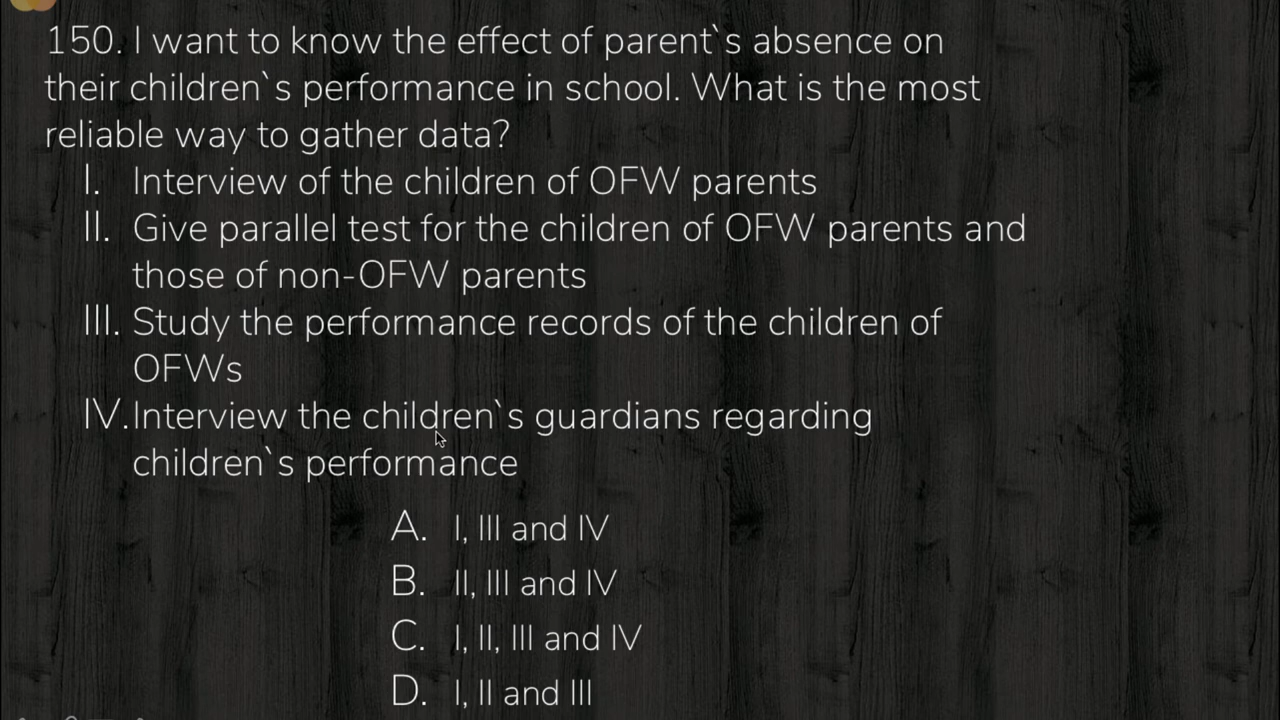 150. I want to know the effect of parent`s absence on
their children`s performance in school. What is the most
reliable way to gather data?
I. Interview of the children of OFW parents
II. Give parallel test for the children of OFW parents and
those of non-OFW parents
III. Study the performance records of the children of
OFWs
IV. Interview the children`s guardians regarding
children`s performance
A. I, III and IV
B. II, III and IV
C. I, II, III and IV
D. I, II and III